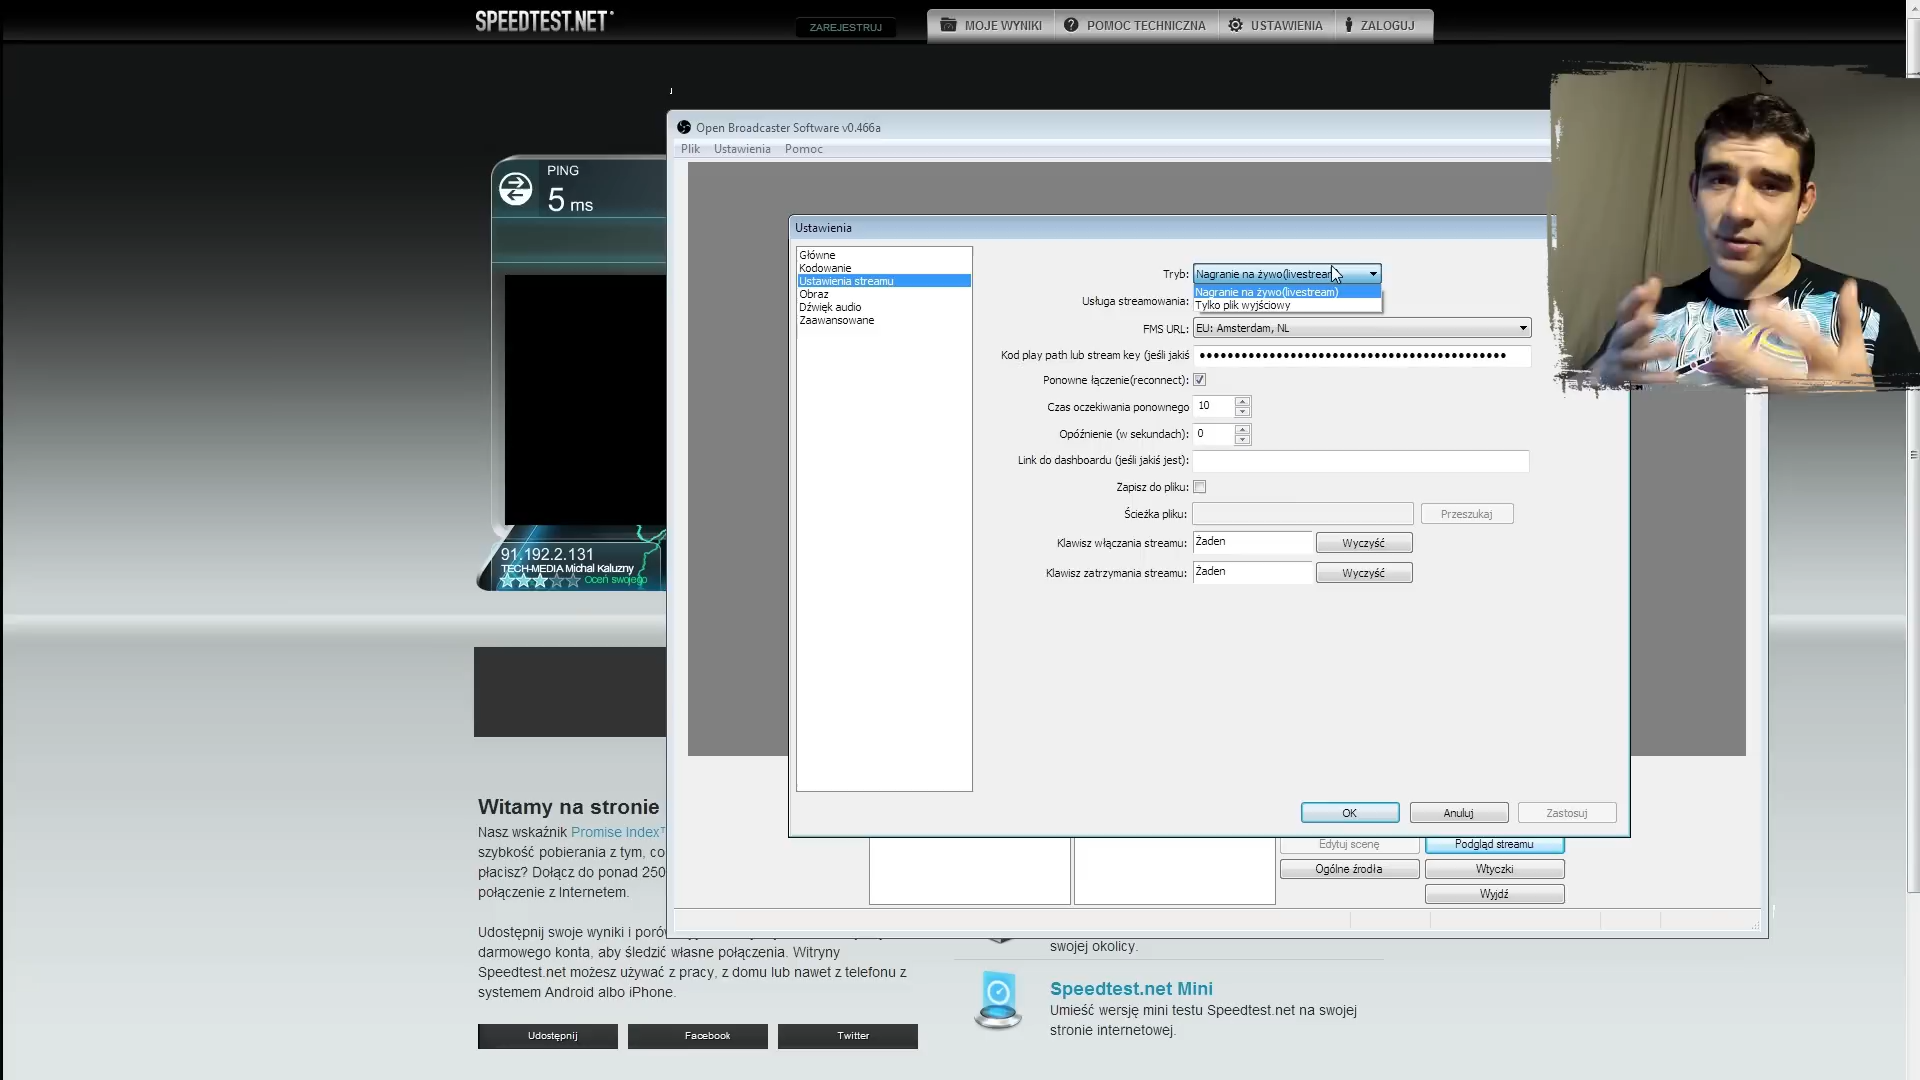 SPEEDTEST.NET
ZAREJESTRUJ
MOJE WYNIKI
POMOC TECHNICZNA
USTAWIENIA
ZALOGUJ
PING
5 ms
91.192.2.131
TECH-MEDIA Michal Kaluzny
Oceń swojego
Open Broadcaster Software v0.466a
Plik Ustawienia Pomoc
Ustawienia
Główne
Kodowanie
Ustawienia streamu
Obraz
Dźwięk audio
Zaawansowane
Tryb: Nagranie na żywo(livestream)
Nagranie na żywo(livestream)
Usługa streamowania:
Tylko plik wyjściowy
FMS URL: EU: Amsterdam, NL
Kod play path lub stream key (jeśli jakiś
Ponowne łączenie(reconnect):
Czas oczekiwania ponownego 10
Opóźnienie (w sekundach): 0
Link do dashboardu (jeśli jakiś jest):
Zapisz do pliku:
Ścieżka pliku: Przeszukaj
Klawisz włączania streamu: Żaden Wyczyść
Klawisz zatrzymania streamu: Żaden Wyczyść
OK Anuluj Zastosuj
Edytuj scenę Podgląd streamu
Ogólne źródła Wtyczki
Wyjdź
Witamy na stronie
Nasz wskaźnik Promise Index™
szybkość pobierania z tym, co
płacisz? Dołącz do ponad 250
połączenie z Internetem.
Udostępnij swoje wyniki i porów
darmowego konta, aby śledzić własne połączenia. Witryny
Speedtest.net możesz używać z pracy, z domu lub nawet z telefonu z
systemem Android albo iPhone.
Udostępnij Facebook Twitter
swojej okolicy.
Speedtest.net Mini
Umieść wersję mini testu Speedtest.net na swojej
stronie internetowej.